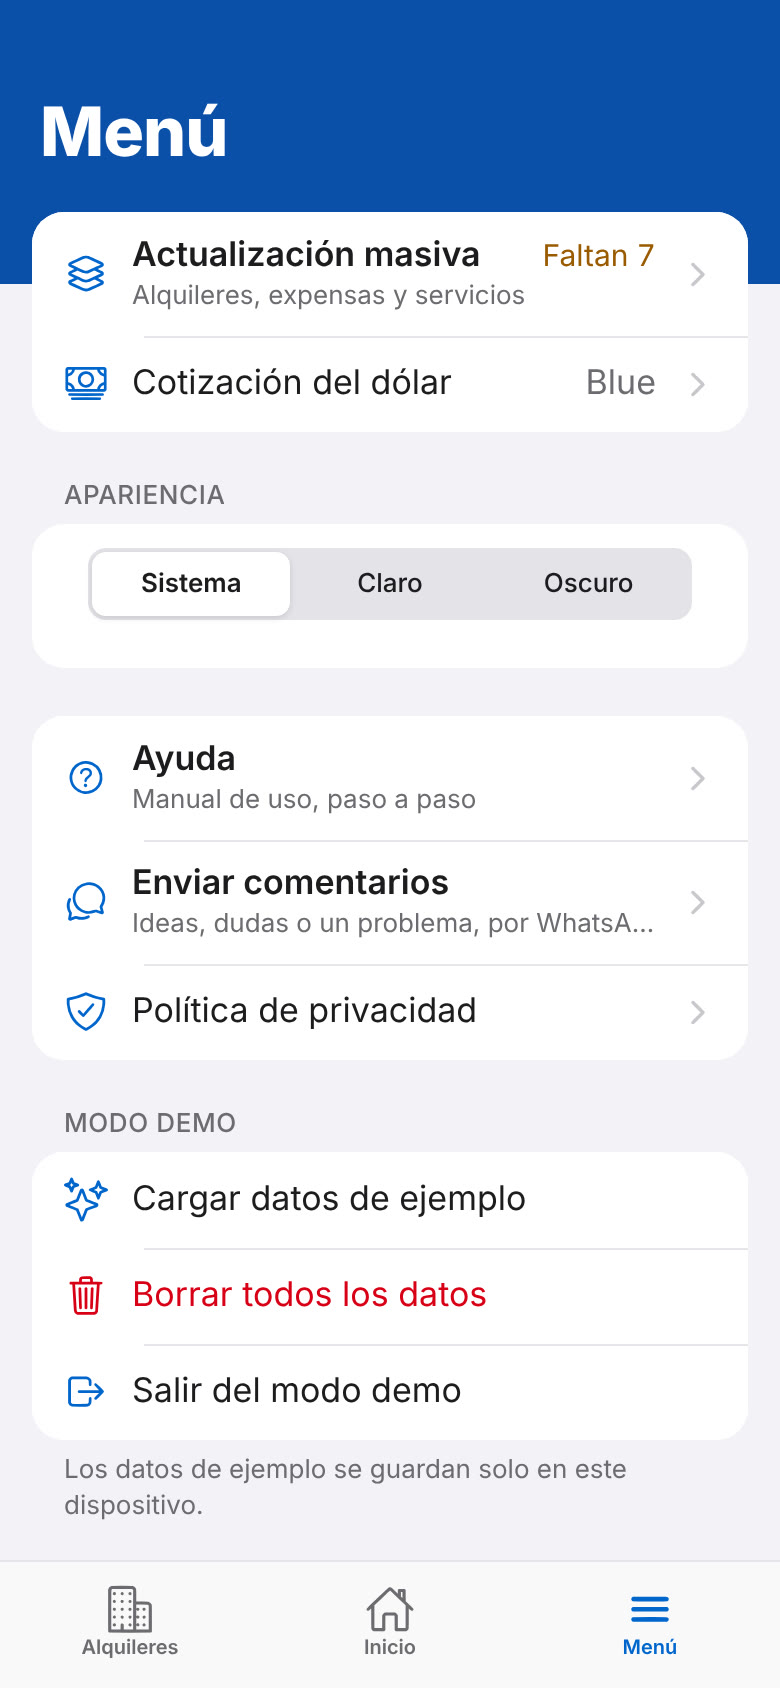 Menú
Actualización masiva
Faltan 7
Alquileres, expensas y servicios
Cotización del dólar
Blue
APARIENCIA
Sistema
Claro
Oscuro
Ayuda
Manual de uso, paso a paso
Enviar comentarios
Ideas, dudas o un problema, por WhatsA...
Política de privacidad
MODO DEMO
Cargar datos de ejemplo
Borrar todos los datos
Salir del modo demo
Los datos de ejemplo se guardan solo en este
dispositivo.
Alquileres
Inicio
Menú